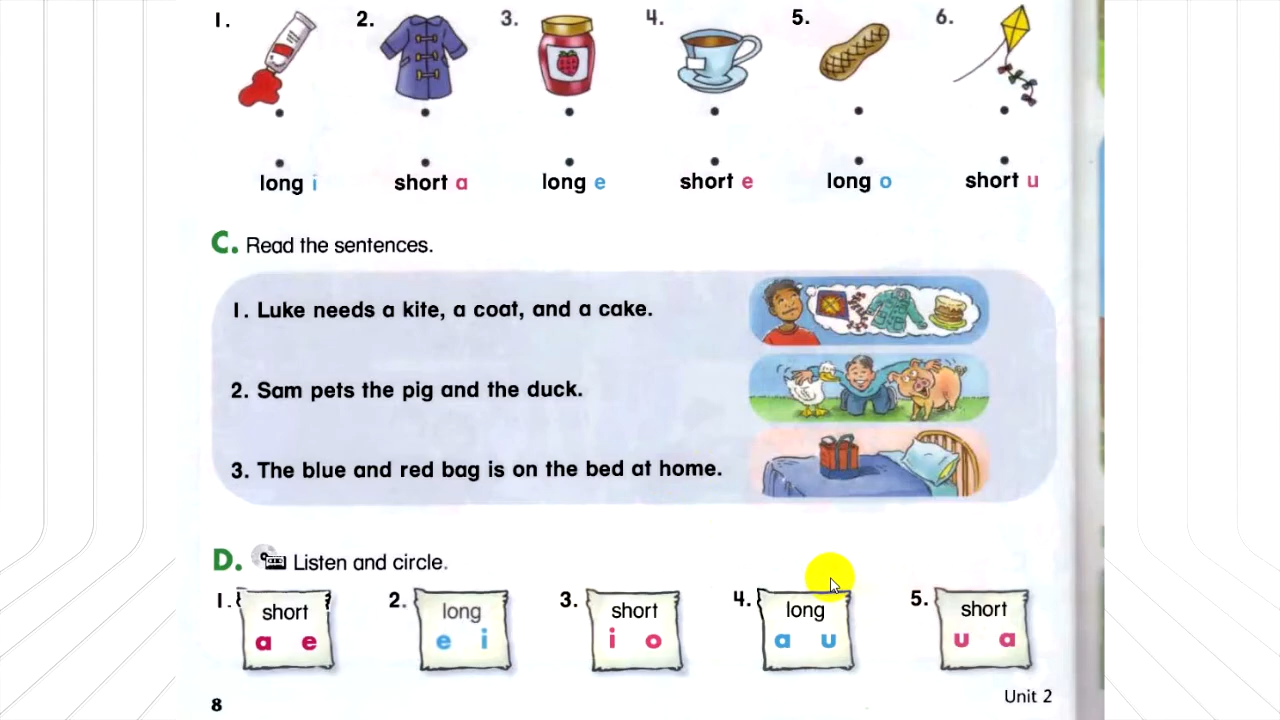 1. 2. 3. 4. 5. 6.
long i short a long e short e long o short u
C. Read the sentences.
1. Luke needs a kite, a coat, and a cake.
2. Sam pets the pig and the duck.
3. The blue and red bag is on the bed at home.
D. Listen and circle.
1. short 2. long 3. short 4. long 5. short
a e e i i o a u u a
8 Unit 2